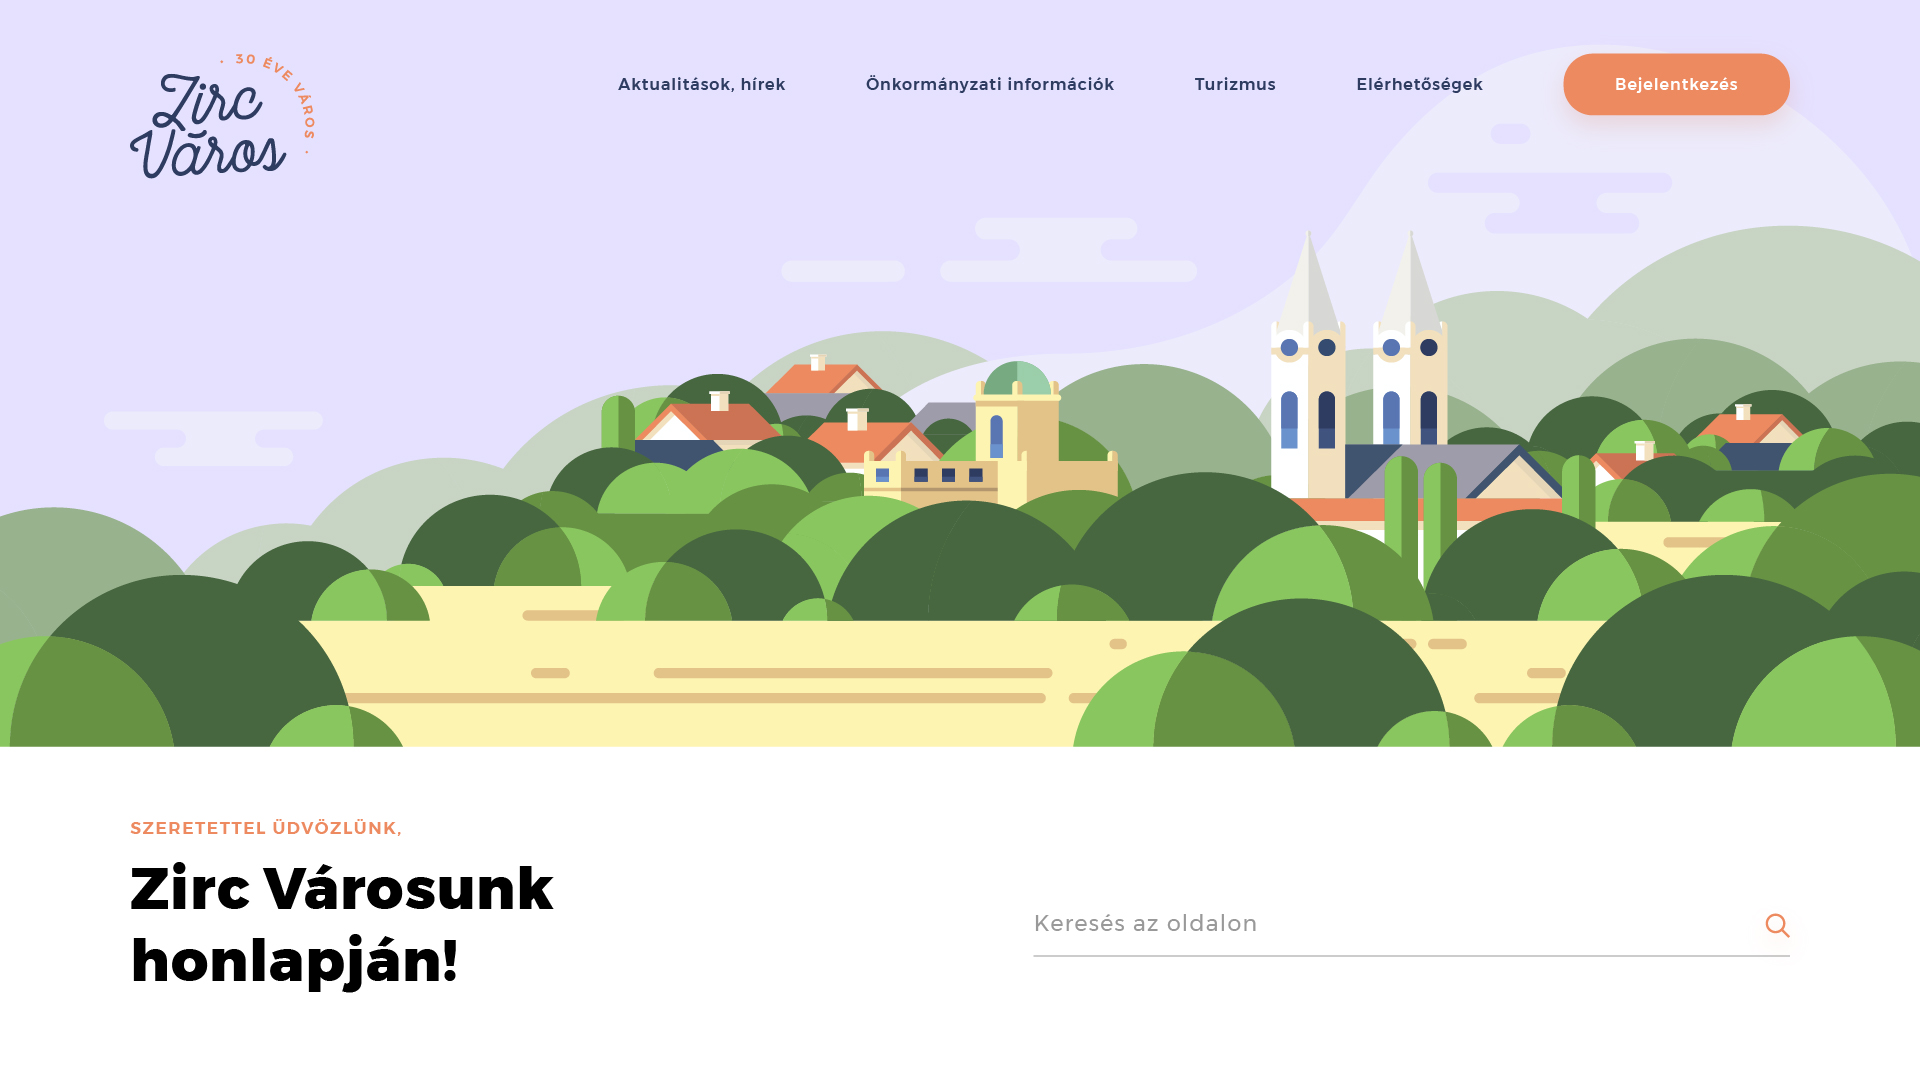 Zirc
Város
. 30 ÉVE VÁROS .
Aktualitások, hírek
Önkormányzati információk
Turizmus
Elérhetőségek
Bejelentkezés
SZERETETTEL ÜDVÖZLÜNK,
Zirc Városunk
honlapján!
Keresés az oldalon